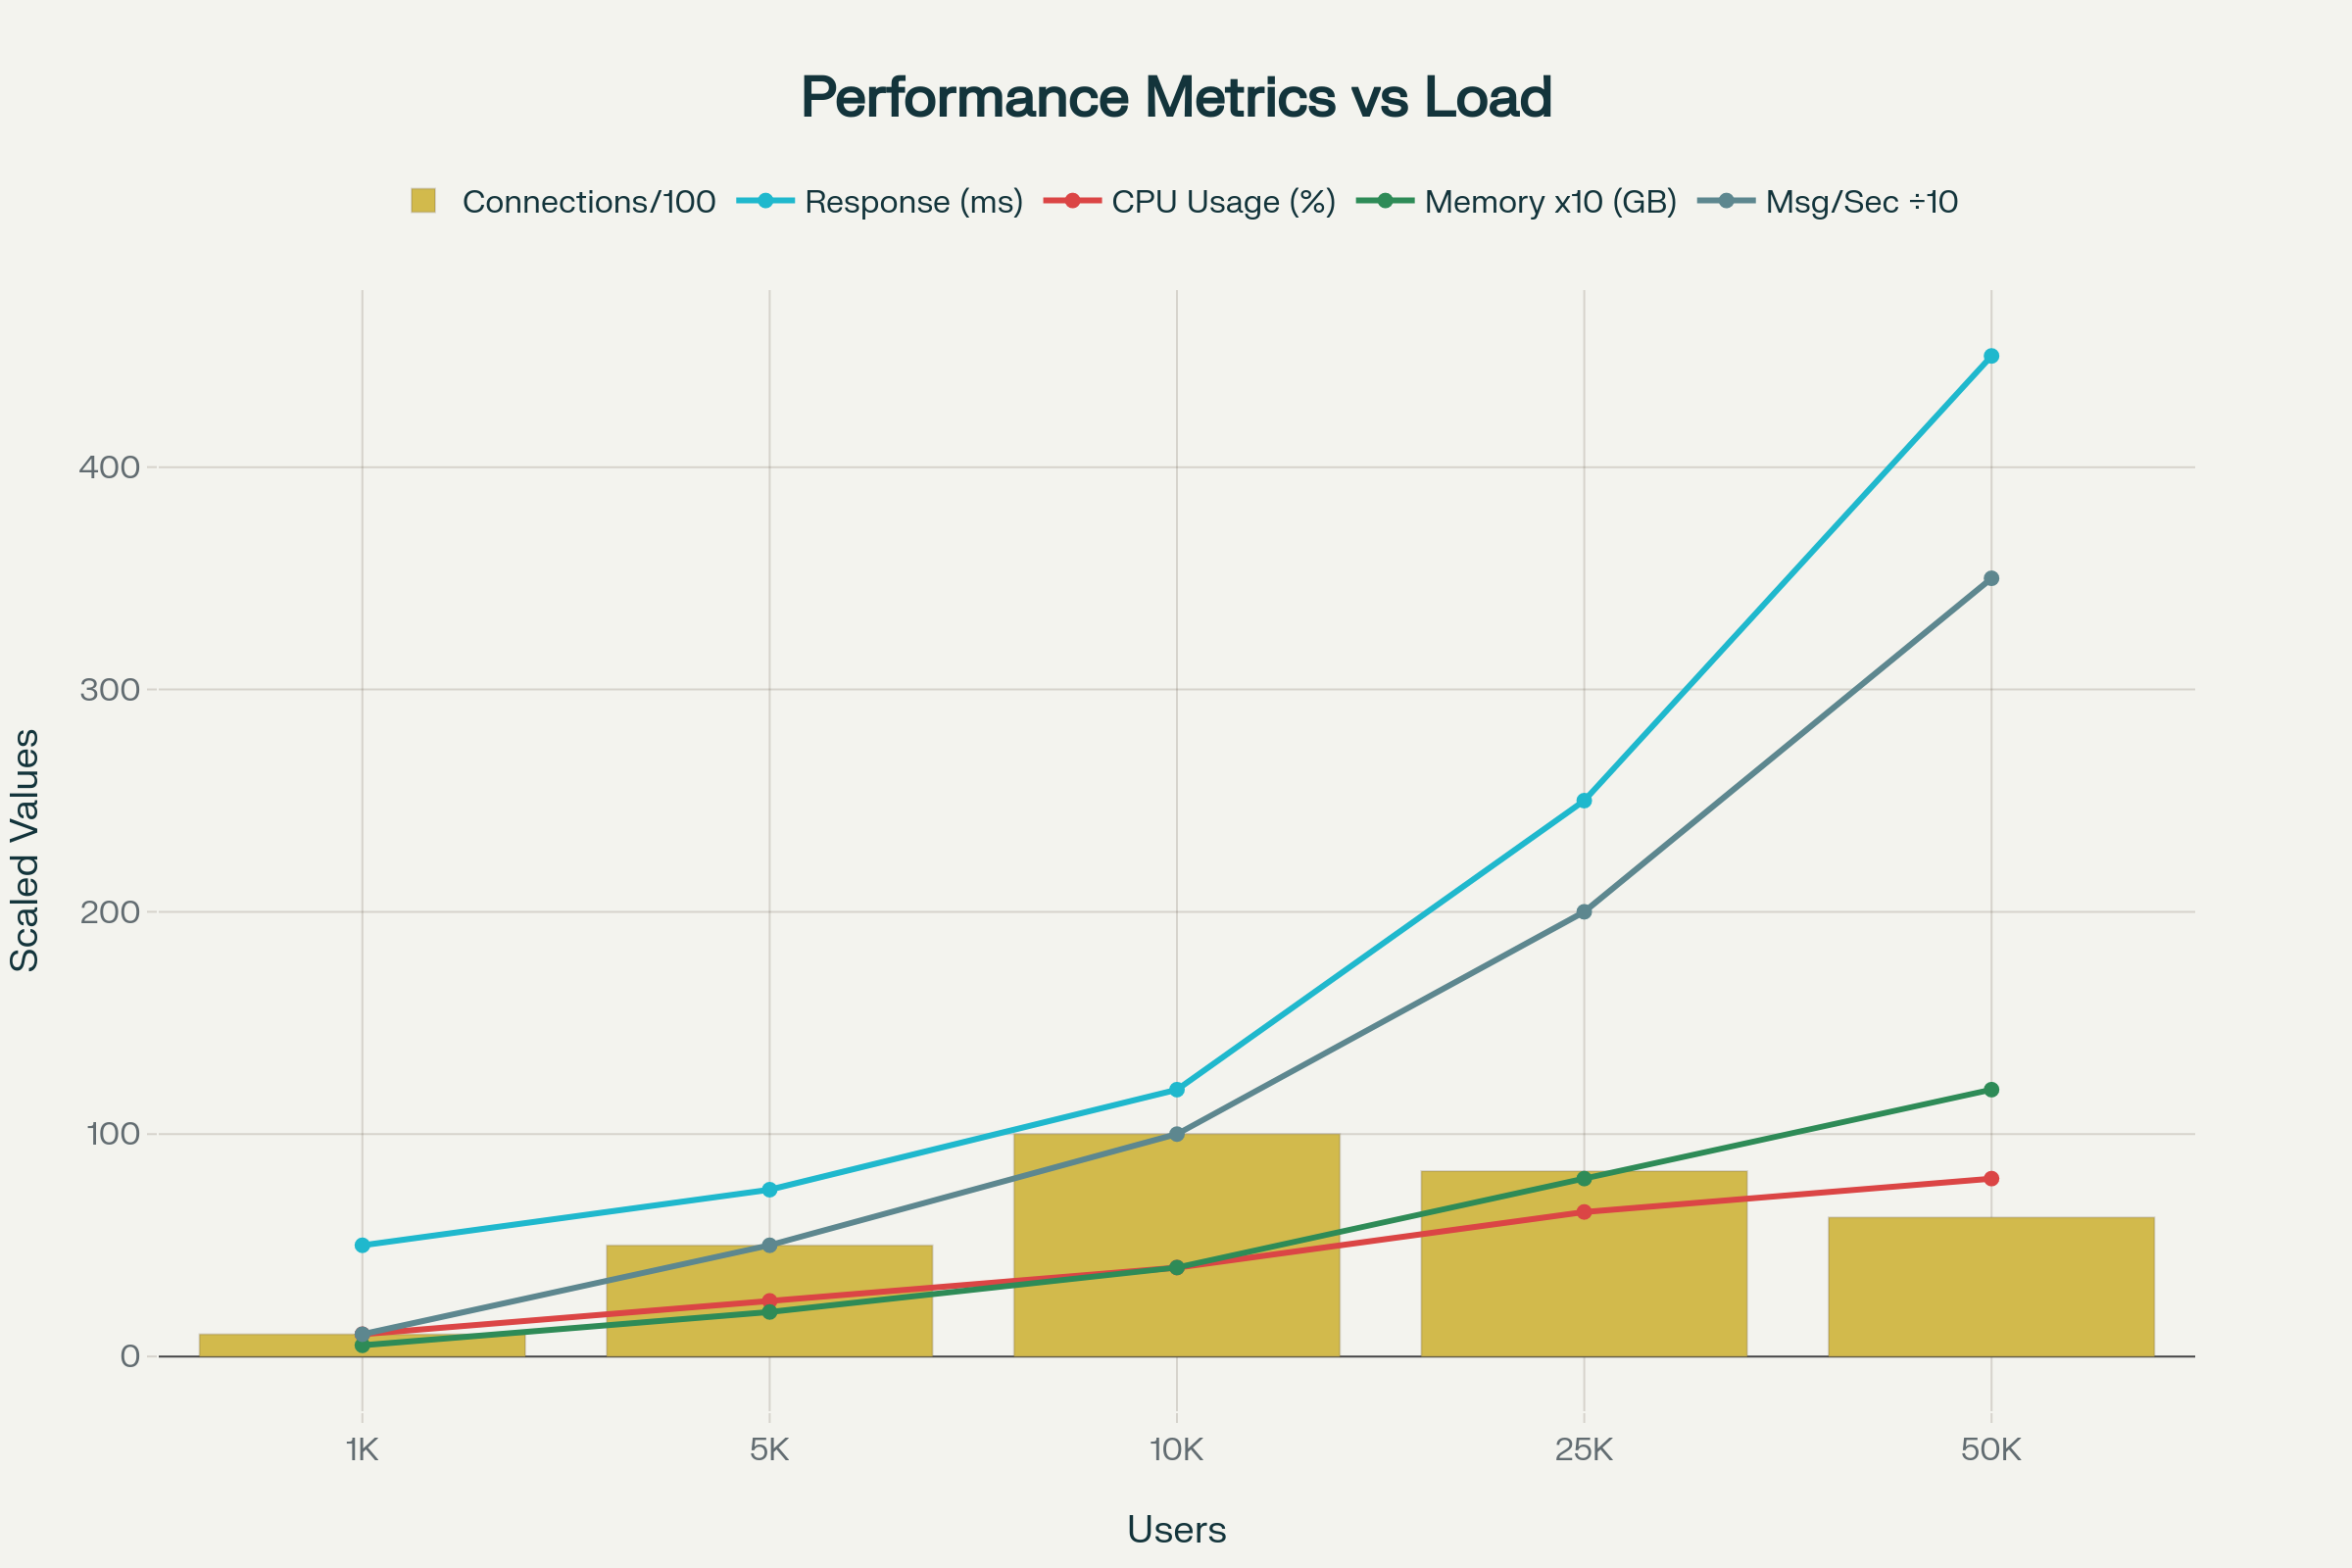 Performance Metrics vs Load
Connections/100 Response (ms) CPU Usage (%) Memory x10 (GB) Msg/Sec ÷10
Scaled Values
400
300
200
100
0
1K 5K 10K 25K 50K
Users